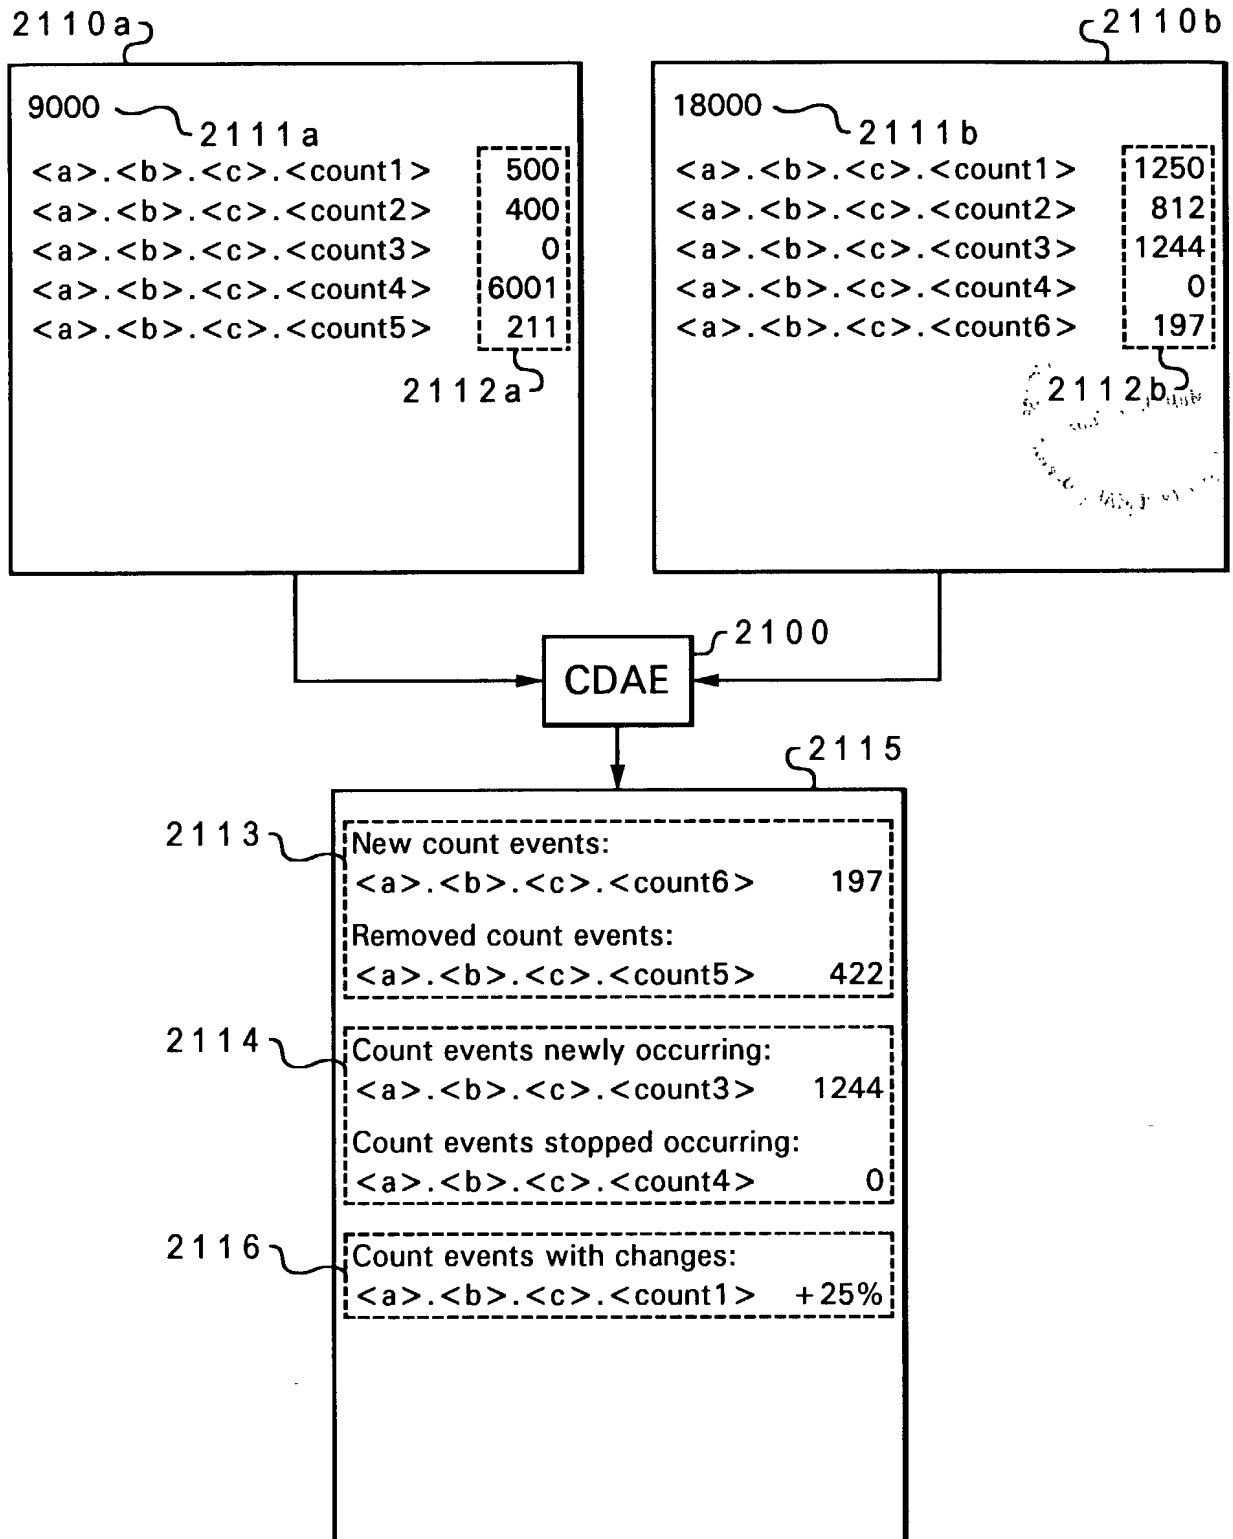 2110a
2110b
9000
2111a
<a>.<b>.<c>.<count1> 500
<a>.<b>.<c>.<count2> 400
<a>.<b>.<c>.<count3> 0
<a>.<b>.<c>.<count4> 6001
<a>.<b>.<c>.<count5> 211
2112a
18000
2111b
<a>.<b>.<c>.<count1> 1250
<a>.<b>.<c>.<count2> 812
<a>.<b>.<c>.<count3> 1244
<a>.<b>.<c>.<count4> 0
<a>.<b>.<c>.<count6> 197
2112b
2100
CDAE
2115
2113
New count events:
<a>.<b>.<c>.<count6> 197
Removed count events:
<a>.<b>.<c>.<count5> 422
2114
Count events newly occurring:
<a>.<b>.<c>.<count3> 1244
Count events stopped occurring:
<a>.<b>.<c>.<count4> 0
2116
Count events with changes:
<a>.<b>.<c>.<count1> +25%